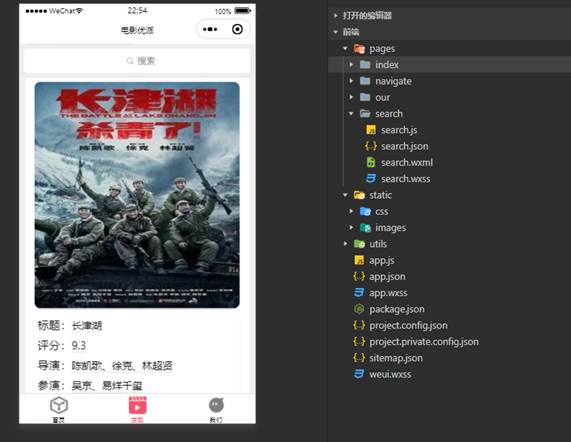 WeChat
22:54
100%
电影优派
搜索
长津湖
THE BATTLE AT LAKE CHANGJIN
杀青了!
陈凯歌 徐克 林超贤
标题：长津湖
评分：9.3
导演：陈凯歌、徐克、林超贤
参演：吴京、易烊千玺
首页
发现
我们
打开的编辑器
前端
pages
index
navigate
our
search
search.js
search.json
search.wxml
search.wxss
static
css
images
utils
app.js
app.json
app.wxss
package.json
project.config.json
project.private.config.json
sitemap.json
weui.wxss